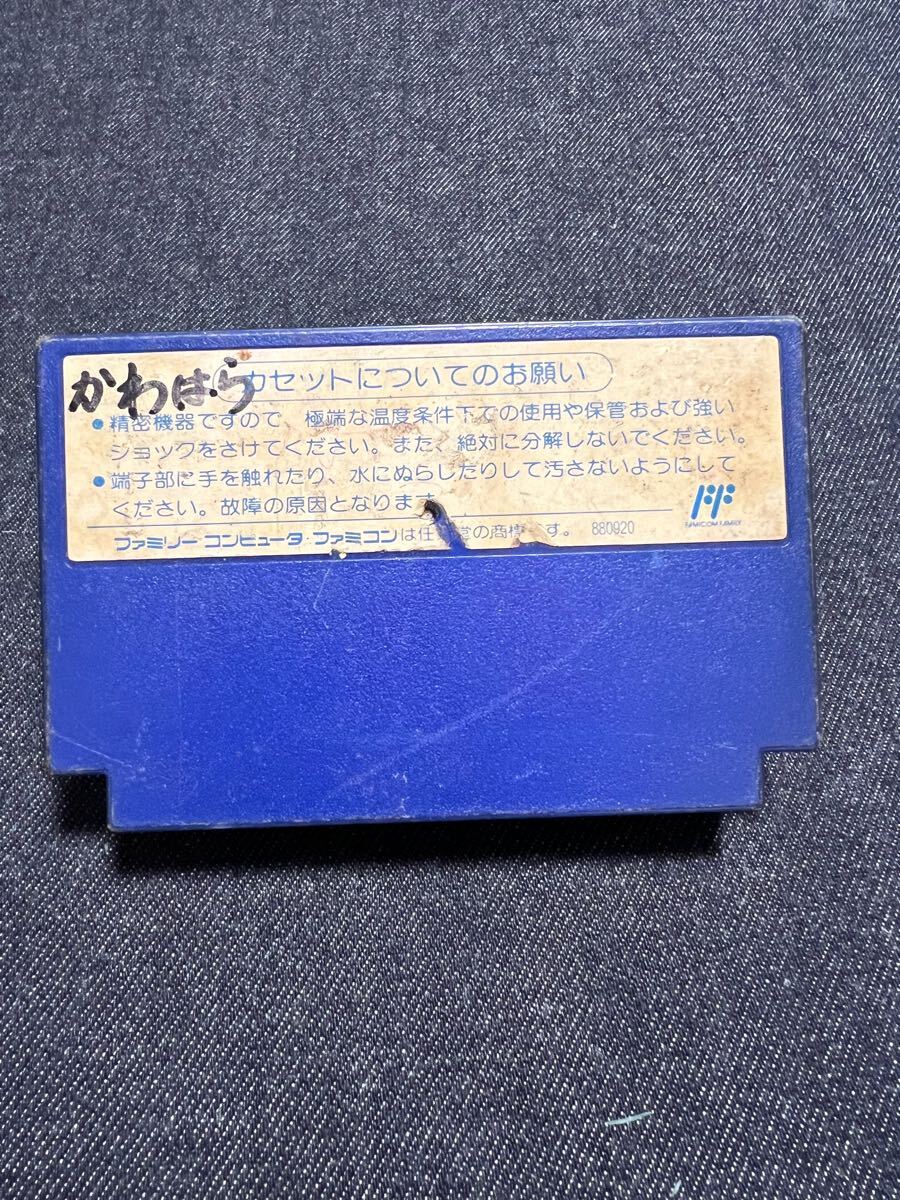 かわはら
カセットについてのお願い
●精密機器ですので 極端な温度条件下での使用や保管および強い
ショックをさけてください。また、絶対に分解しないでください。
●端子部に手を触れたり、水にぬらしたりして汚さないようにして
ください。故障の原因となります
FAMICOM FAMILY
ファミリーコンピュータ・ファミコンは任 の商標 す。 880920